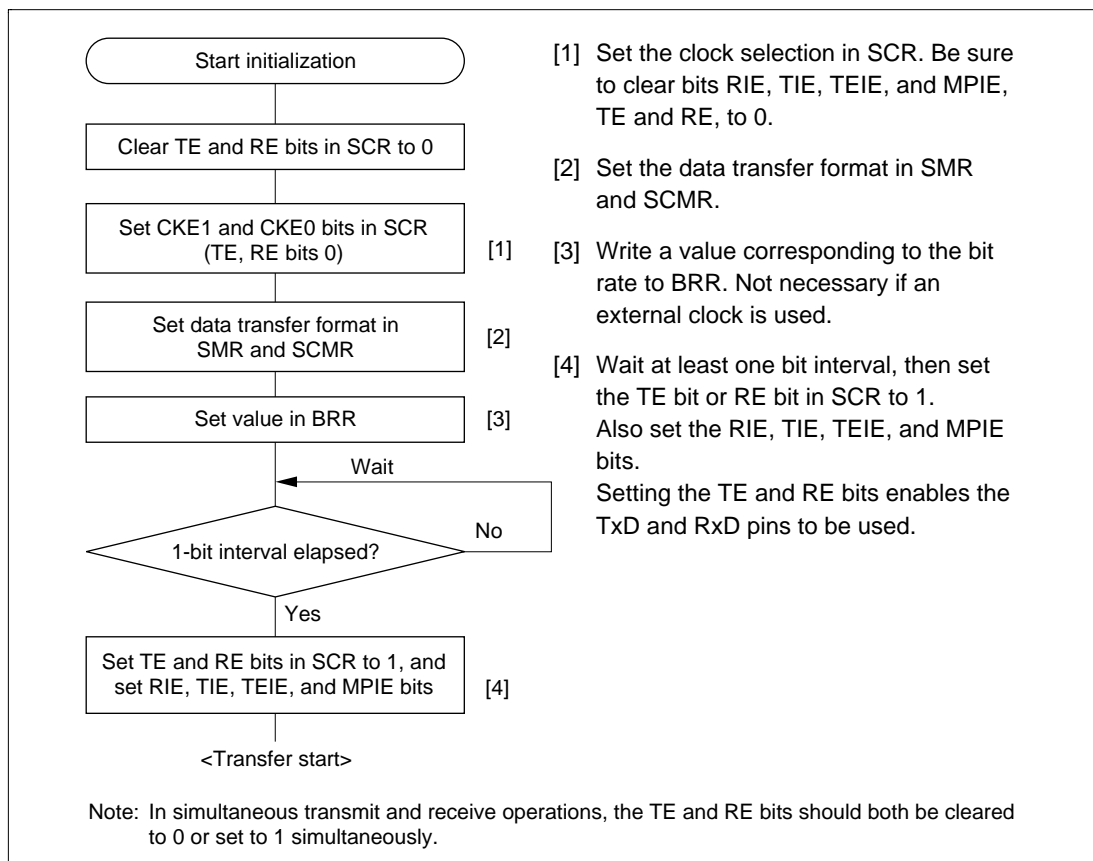 Start initialization
Clear TE and RE bits in SCR to 0
Set CKE1 and CKE0 bits in SCR
(TE, RE bits 0)
[1]
Set data transfer format in
SMR and SCMR
[2]
Set value in BRR
[3]
Wait
1-bit interval elapsed?
No
Yes
Set TE and RE bits in SCR to 1, and
set RIE, TIE, TEIE, and MPIE bits
[4]
<Transfer start>
[1] Set the clock selection in SCR. Be sure
to clear bits RIE, TIE, TEIE, and MPIE,
TE and RE, to 0.
[2] Set the data transfer format in SMR
and SCMR.
[3] Write a value corresponding to the bit
rate to BRR. Not necessary if an
external clock is used.
[4] Wait at least one bit interval, then set
the TE bit or RE bit in SCR to 1.
Also set the RIE, TIE, TEIE, and MPIE
bits.
Setting the TE and RE bits enables the
TxD and RxD pins to be used.
Note: In simultaneous transmit and receive operations, the TE and RE bits should both be cleared
to 0 or set to 1 simultaneously.